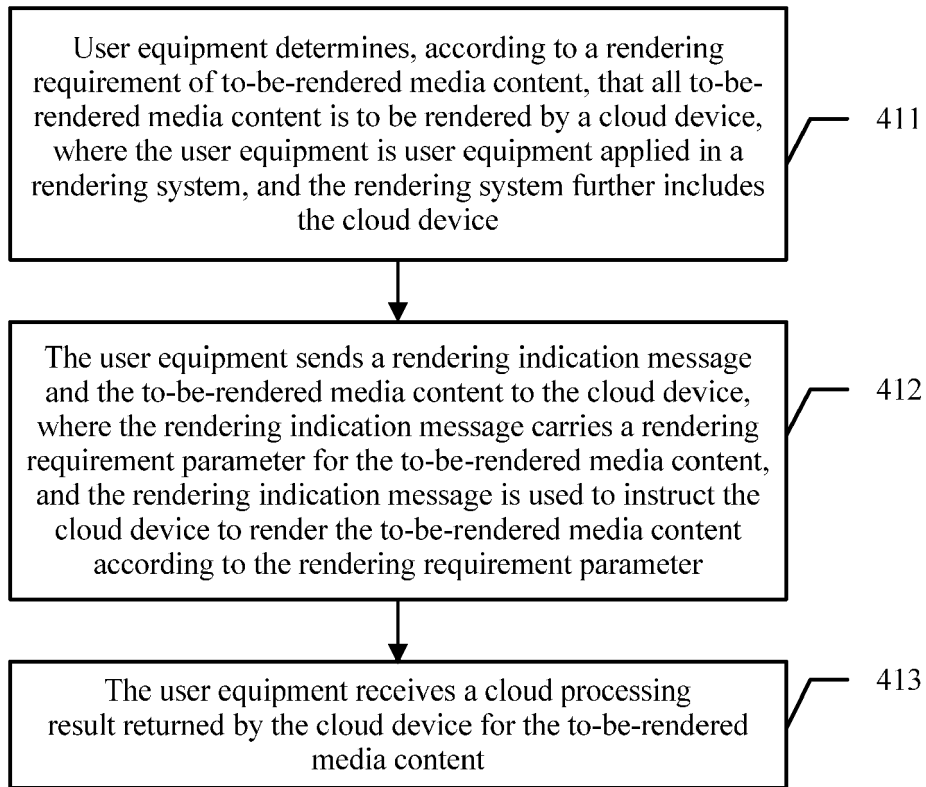 User equipment determines, according to a rendering
requirement of to-be-rendered media content, that all to-be-
rendered media content is to be rendered by a cloud device,
where the user equipment is user equipment applied in a
rendering system, and the rendering system further includes
the cloud device
411
The user equipment sends a rendering indication message
and the to-be-rendered media content to the cloud device,
where the rendering indication message carries a rendering
requirement parameter for the to-be-rendered media content,
and the rendering indication message is used to instruct the
cloud device to render the to-be-rendered media content
according to the rendering requirement parameter
412
The user equipment receives a cloud processing
result returned by the cloud device for the to-be-rendered
media content
413